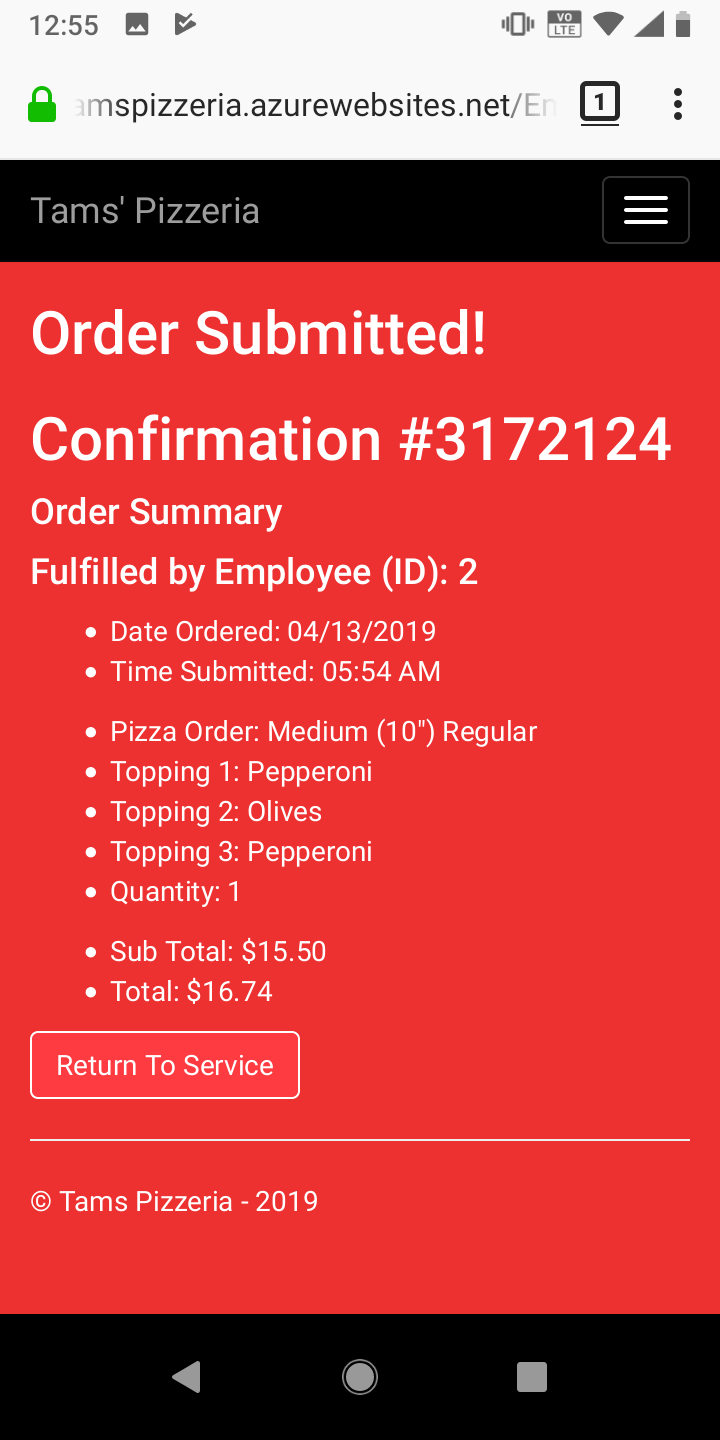 12:55
VO
LTE
amspizzeria.azurewebsites.net/En
1
Tams' Pizzeria
Order Submitted!
Confirmation #3172124
Order Summary
Fulfilled by Employee (ID): 2
Date Ordered: 04/13/2019
Time Submitted: 05:54 AM
Pizza Order: Medium (10") Regular
Topping 1: Pepperoni
Topping 2: Olives
Topping 3: Pepperoni
Quantity: 1
Sub Total: $15.50
Total: $16.74
Return To Service
© Tams Pizzeria - 2019